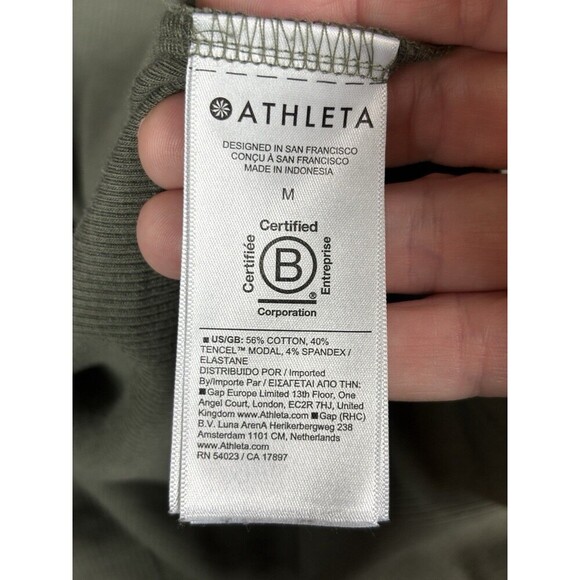 ATHLETA
DESIGNED IN SAN FRANCISCO
CONÇU À SAN FRANCISCO
MADE IN INDONESIA
M
Certified
Certifiée
B
Entreprise
®
Corporation
■ US/GB: 56% COTTON, 40%
TENCEL™ MODAL, 4% SPANDEX /
ELASTANE
DISTRIBUIDO POR / Imported
By/Importe Par / ΕΙΣΑΓΕΤΑΙ ΑΠΟ ΤΗΝ:
■ Gap Europe Limited 13th Floor, One
Angel Court, London, EC2R 7HJ, United
Kingdom www.Athleta.com ■ Gap (RHC)
B.V. Luna ArenA Herikerbergweg 238
Amsterdam 1101 CM, Netherlands
www.Athleta.com
RN 54023 / CA 17897